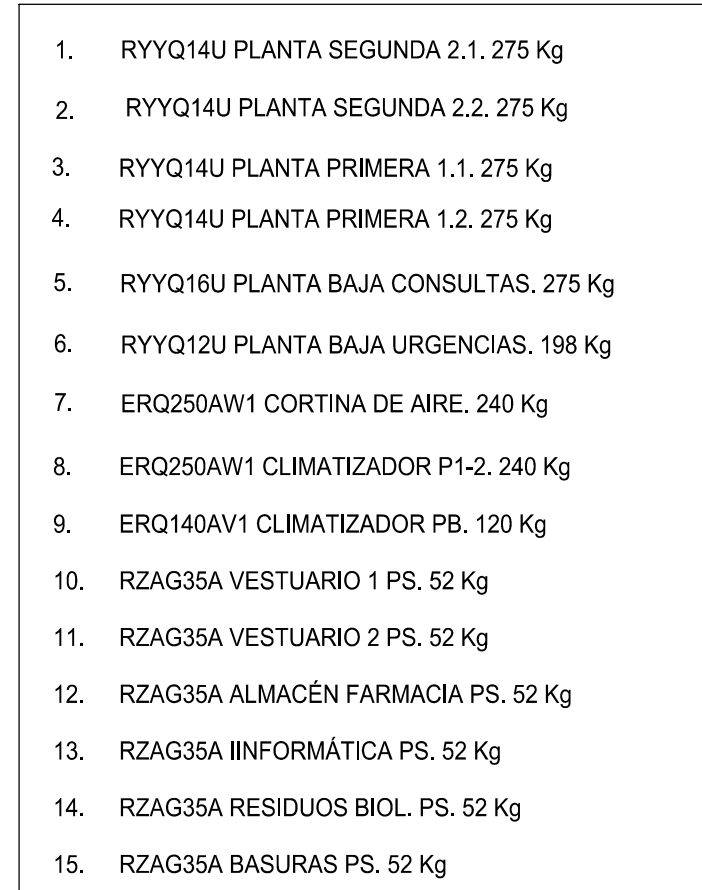 1. RYYQ14U PLANTA SEGUNDA 2.1. 275 Kg
2. RYYQ14U PLANTA SEGUNDA 2.2. 275 Kg
3. RYYQ14U PLANTA PRIMERA 1.1. 275 Kg
4. RYYQ14U PLANTA PRIMERA 1.2. 275 Kg
5. RYYQ16U PLANTA BAJA CONSULTAS. 275 Kg
6. RYYQ12U PLANTA BAJA URGENCIAS. 198 Kg
7. ERQ250AW1 CORTINA DE AIRE. 240 Kg
8. ERQ250AW1 CLIMATIZADOR P1-2. 240 Kg
9. ERQ140AV1 CLIMATIZADOR PB. 120 Kg
10. RZAG35A VESTUARIO 1 PS. 52 Kg
11. RZAG35A VESTUARIO 2 PS. 52 Kg
12. RZAG35A ALMACÉN FARMACIA PS. 52 Kg
13. RZAG35A IINFORMÁTICA PS. 52 Kg
14. RZAG35A RESIDUOS BIOL. PS. 52 Kg
15. RZAG35A BASURAS PS. 52 Kg